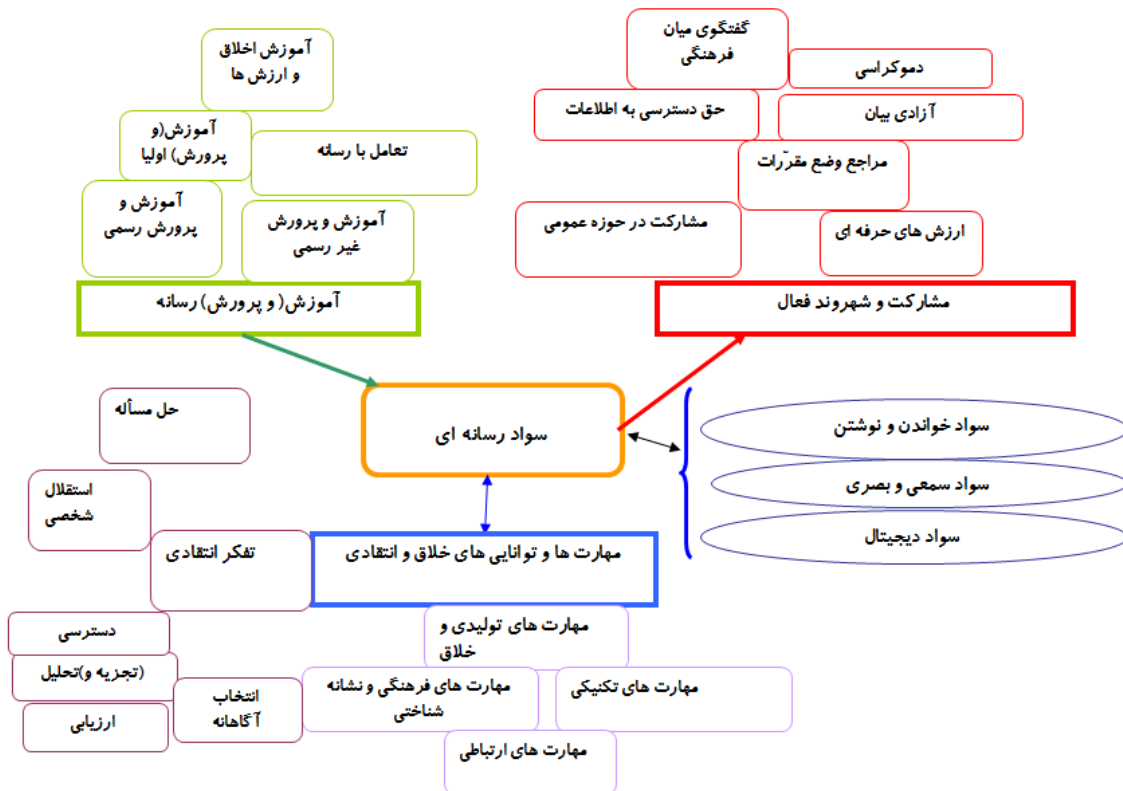 گفتگوی میان
فرهنگی
دموکراسی
حق دسترسی به اطلاعات
آزادی بیان
مراجع وضع مقرّرات
مشارکت در حوزه عمومی
ارزش های حرفه ای
مشارکت و شهروند فعال
آموزش اخلاق
و ارزش ها
آموزش(و
پرورش) اولیا
تعامل با رسانه
آموزش و
پرورش رسمی
آموزش و پرورش
غیر رسمی
آموزش( و پرورش) رسانه
سواد رسانه ای
سواد خواندن و نوشتن
سواد سمعی و بصری
سواد دیجیتال
حل مسأله
استقلال
شخصی
تفکر انتقادی
مهارت ها و توانایی های خلاق و انتقادی
دسترسی
(تجزیه و)تحلیل
ارزیابی
انتخاب
آگاهانه
مهارت های تولیدی و
خلاق
مهارت های فرهنگی و نشانه
شناختی
مهارت های تکنیکی
مهارت های ارتباطی